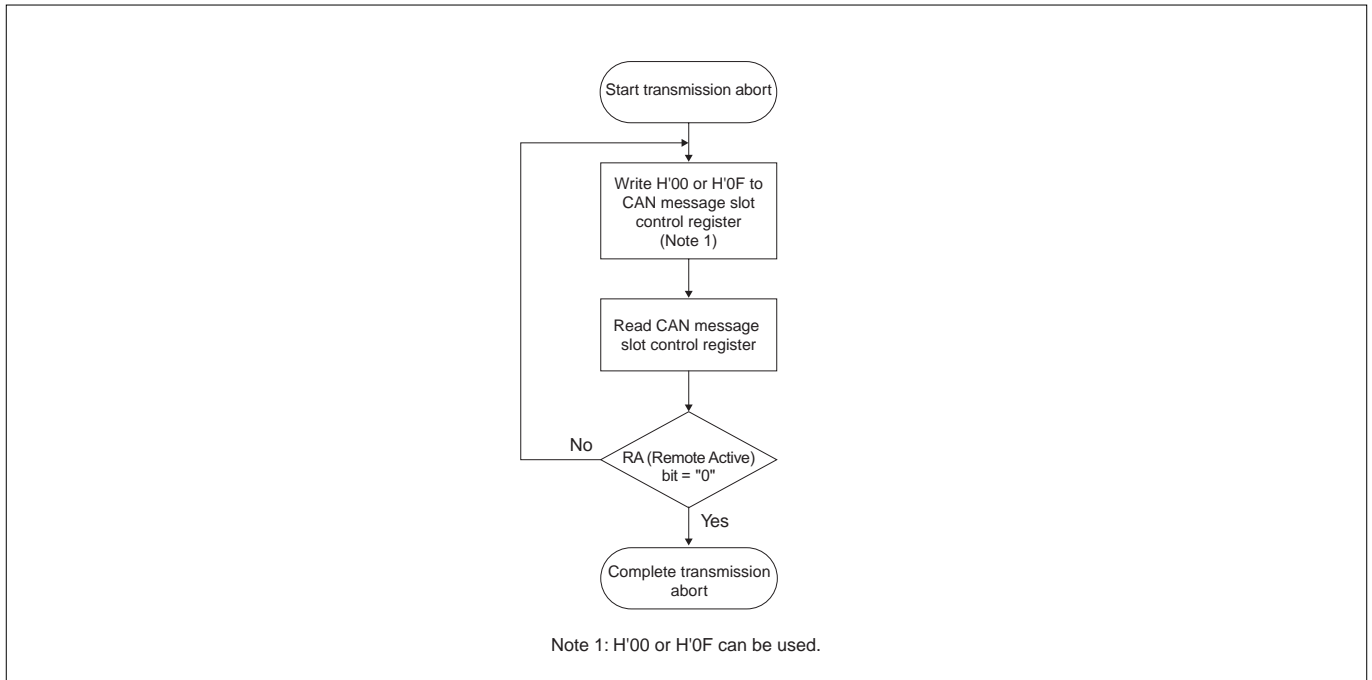 Start transmission abort
Write H'00 or H'0F to
CAN message slot
control register
(Note 1)
Read CAN message
slot control register
No
RA (Remote Active)
bit = "0"
Yes
Complete transmission
abort
Note 1: H'00 or H'0F can be used.